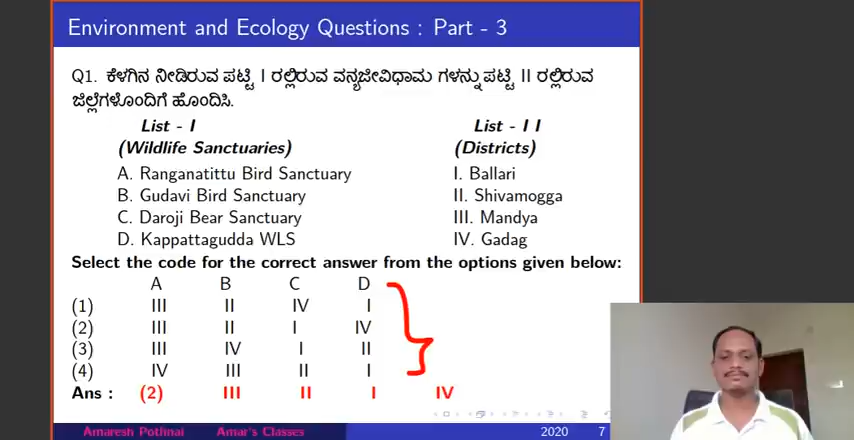 Environment and Ecology Questions : Part - 3
Q1. ಕೆಳಗಿನ ನೀಡಿರುವ ಪಟ್ಟಿ I ರಲ್ಲಿರುವ ವನ್ಯಜೀವಿಧಾಮ ಗಳನ್ನು ಪಟ್ಟಿ II ರಲ್ಲಿರುವ
ಜಿಲ್ಲೆಗಳೊಂದಿಗೆ ಹೊಂದಿಸಿ.
List - I List - I I
(Wildlife Sanctuaries) (Districts)
A. Ranganatittu Bird Sanctuary I. Ballari
B. Gudavi Bird Sanctuary II. Shivamogga
C. Daroji Bear Sanctuary III. Mandya
D. Kappattagudda WLS IV. Gadag
Select the code for the correct answer from the options given below:
A B C D
(1) III II IV I
(2) III II I IV
(3) III IV I II
(4) IV III II I
Ans : (2) III II I IV
Amaresh Pothnal Amar's Classes 2020 7